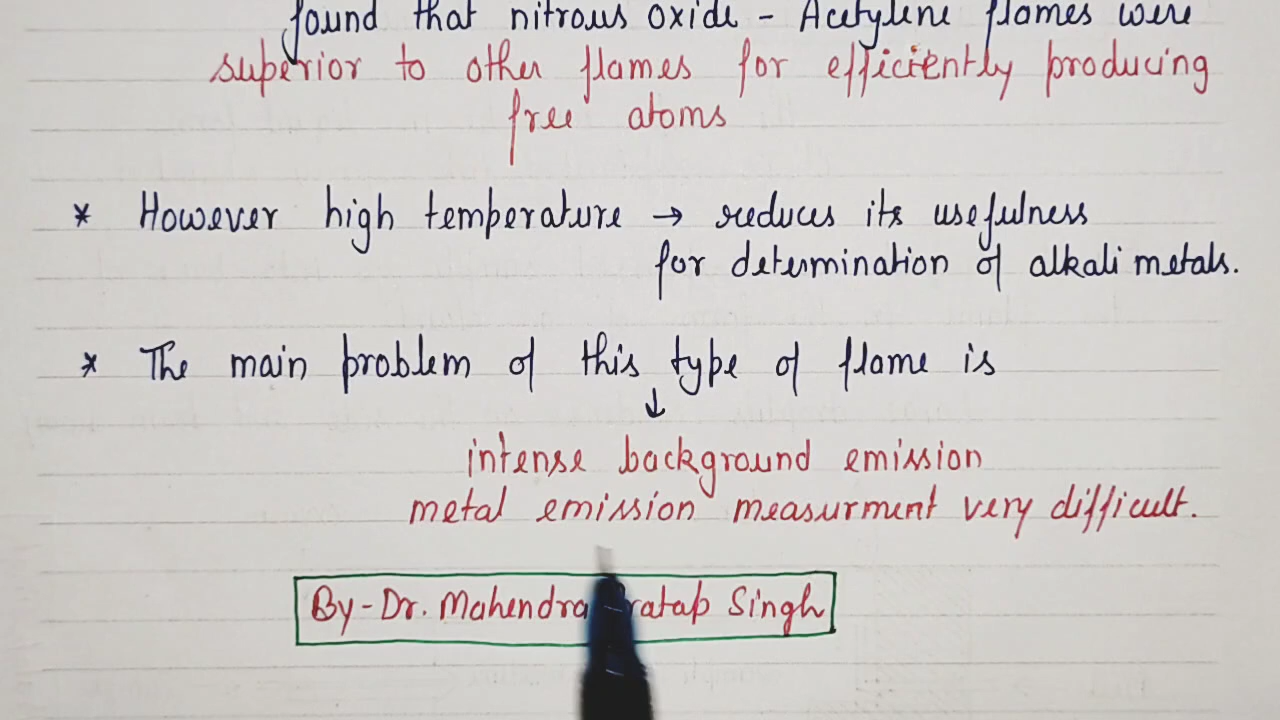 found that nitrous oxide - Acetylene flames were
superior to other flames for efficiently producing
free atoms
* However high temperature → reduces its usefulness
for determination of alkali metals.
* The main problem of this type of flame is
↓
intense background emission
metal emission measurment very difficult.
By-Dr. Mahendra Pratap Singh